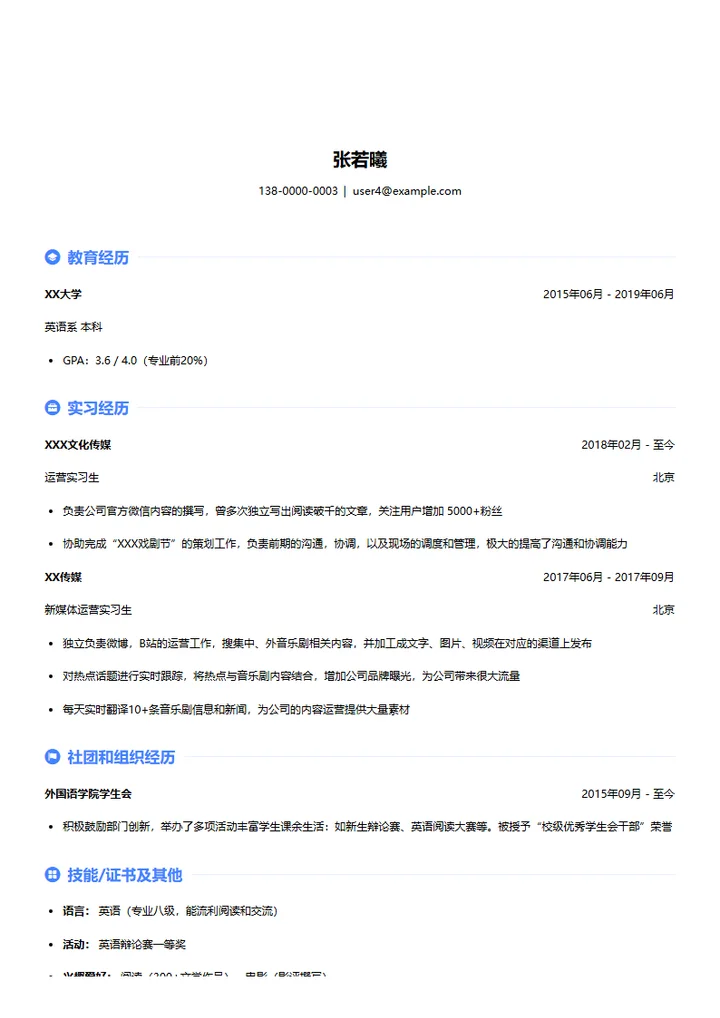 张若曦
138-0000-0003 | user4@example.com
教育经历
XX大学 2015年06月 - 2019年06月
英语系 本科
• GPA：3.6 / 4.0（专业前20%）
实习经历
XXX文化传媒 2018年02月 - 至今
运营实习生 北京
• 负责公司官方微信内容的撰写，曾多次独立写出阅读破千的文章，关注用户增加 5000+粉丝
• 协助完成“XXX戏剧节”的策划工作，负责前期的沟通，协调，以及现场的调度和管理，极大的提高了沟通和协调能力
XX传媒 2017年06月 - 2017年09月
新媒体运营实习生 北京
• 独立负责微博，B站的运营工作，搜集中、外音乐剧相关内容，并加工成文字、图片、视频在对应的渠道上发布
• 对热点话题进行实时跟踪，将热点与音乐剧内容结合，增加公司品牌曝光，为公司带来很大流量
• 每天实时翻译10+条音乐剧信息和新闻，为公司的内容运营提供大量素材
社团和组织经历
外国语学院学生会 2015年09月 - 至今
• 积极鼓励部门创新，举办了多项活动丰富学生课余生活：如新生辩论赛、英语阅读大赛等。被授予“校级优秀学生会干部”荣誉
技能/证书及其他
• 语言： 英语（专业八级，能流利阅读和交流）
• 活动： 英语辩论赛一等奖